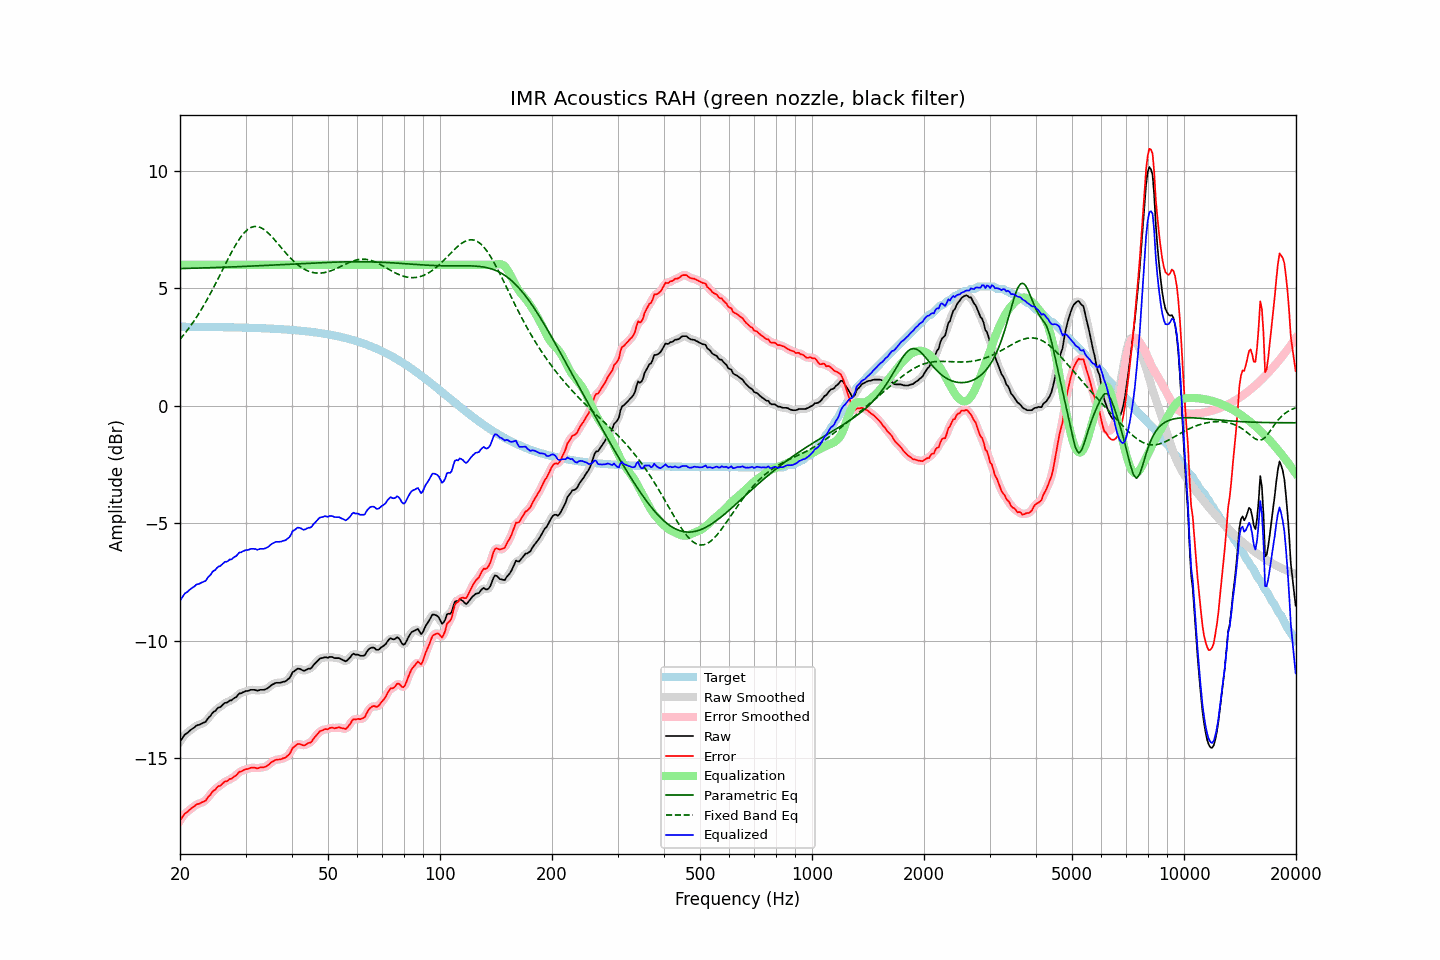 IMR Acoustics RAH (green nozzle, black filter)
10
5
0
−5
−10
−15
Amplitude (dBr)
Target
Raw Smoothed
Error Smoothed
Raw
Error
Equalization
Parametric Eq
Fixed Band Eq
Equalized
20 50 100 200 500 1000 2000 5000 10000 20000
Frequency (Hz)